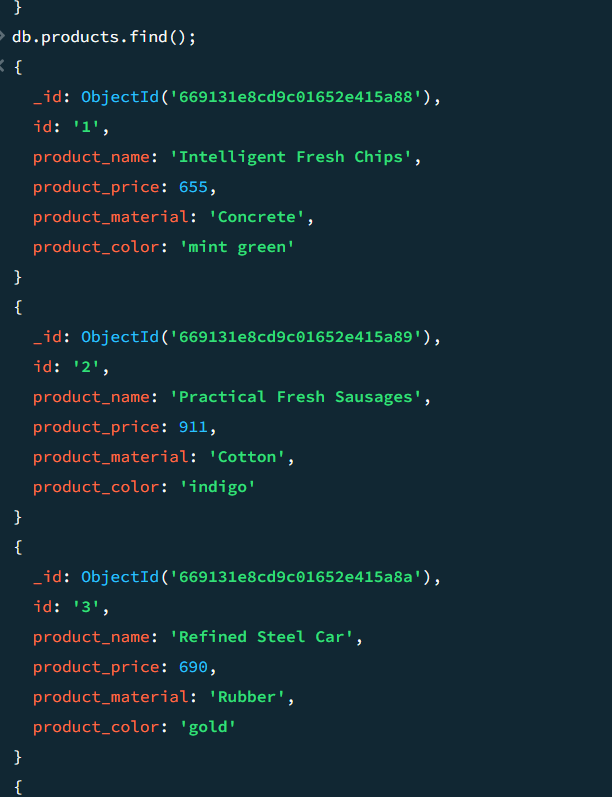 }
> db.products.find();
< {
_id: ObjectId('669131e8cd9c01652e415a88'),
id: '1',
product_name: 'Intelligent Fresh Chips',
product_price: 655,
product_material: 'Concrete',
product_color: 'mint green'
}
{
_id: ObjectId('669131e8cd9c01652e415a89'),
id: '2',
product_name: 'Practical Fresh Sausages',
product_price: 911,
product_material: 'Cotton',
product_color: 'indigo'
}
{
_id: ObjectId('669131e8cd9c01652e415a8a'),
id: '3',
product_name: 'Refined Steel Car',
product_price: 690,
product_material: 'Rubber',
product_color: 'gold'
}
{